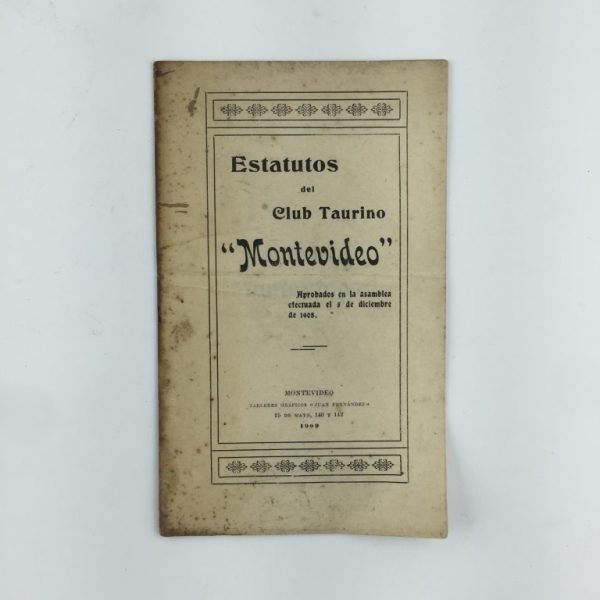 Estatutos
del
Club Taurino
"Montevideo"
Aprobados en la asamblea
efectuada el 5 de diciembre
de 1908.
MONTEVIDEO
TALLERES GRÁFICOS «JUAN FERNÁNDEZ»
25 DE MAYO, 140 Y 142
1909